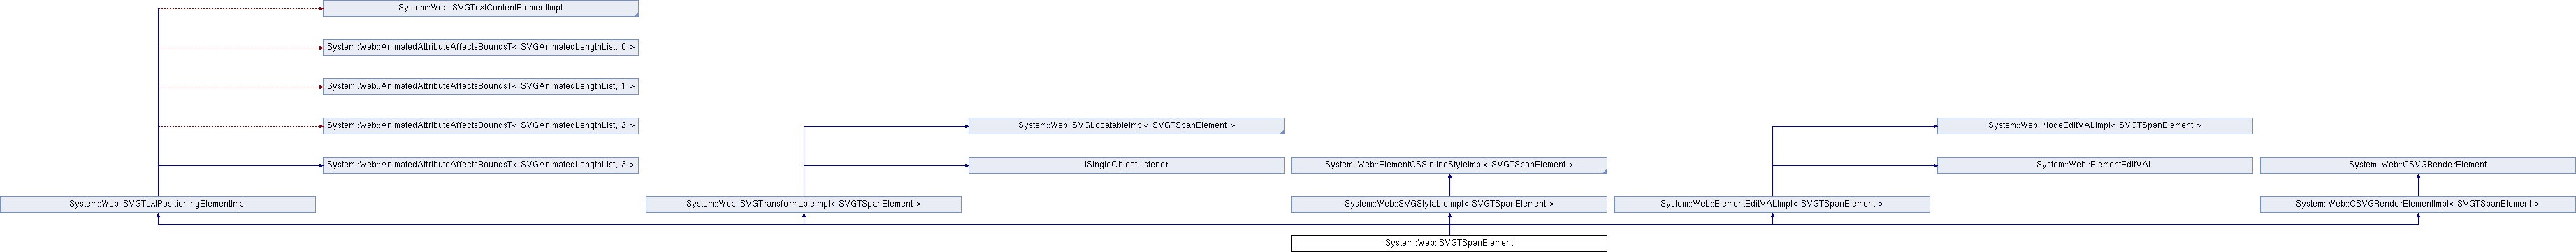 System::Web::SVGTextContentElementImpl
System::Web::AnimatedAttributeAffectsBoundsT< SVGAnimatedLengthList, 0 >
System::Web::AnimatedAttributeAffectsBoundsT< SVGAnimatedLengthList, 1 >
System::Web::AnimatedAttributeAffectsBoundsT< SVGAnimatedLengthList, 2 >
System::Web::SVGLocatableImpl< SVGTSpanElement >
System::Web::NodeEditVALImpl< SVGTSpanElement >
System::Web::AnimatedAttributeAffectsBoundsT< SVGAnimatedLengthList, 3 >
ISingleObjectListener
System::Web::ElementCSSInlineStyleImpl< SVGTSpanElement >
System::Web::ElementEditVAL
System::Web::CSVGRenderElement
System::Web::SVGTextPositioningElementImpl
System::Web::SVGTransformableImpl< SVGTSpanElement >
System::Web::SVGStylableImpl< SVGTSpanElement >
System::Web::ElementEditVALImpl< SVGTSpanElement >
System::Web::CSVGRenderElementImpl< SVGTSpanElement >
System::Web::SVGTSpanElement